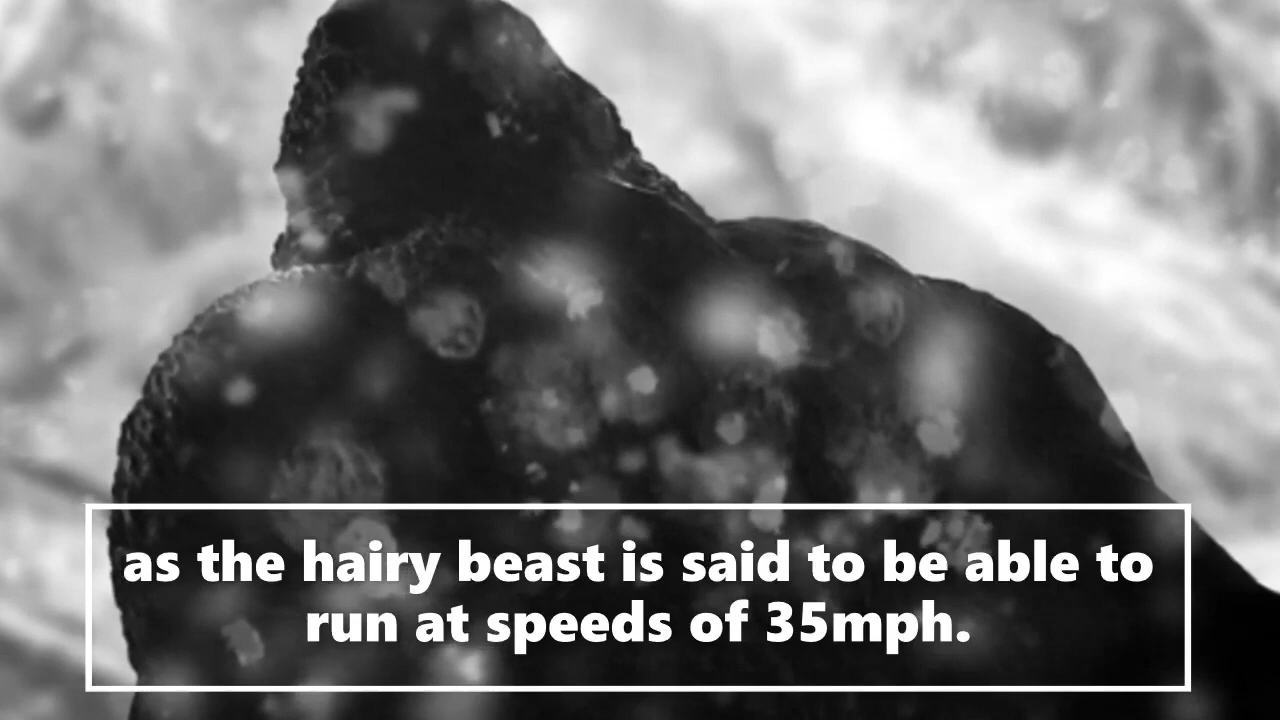 as the hairy beast is said to be able to
run at speeds of 35mph.